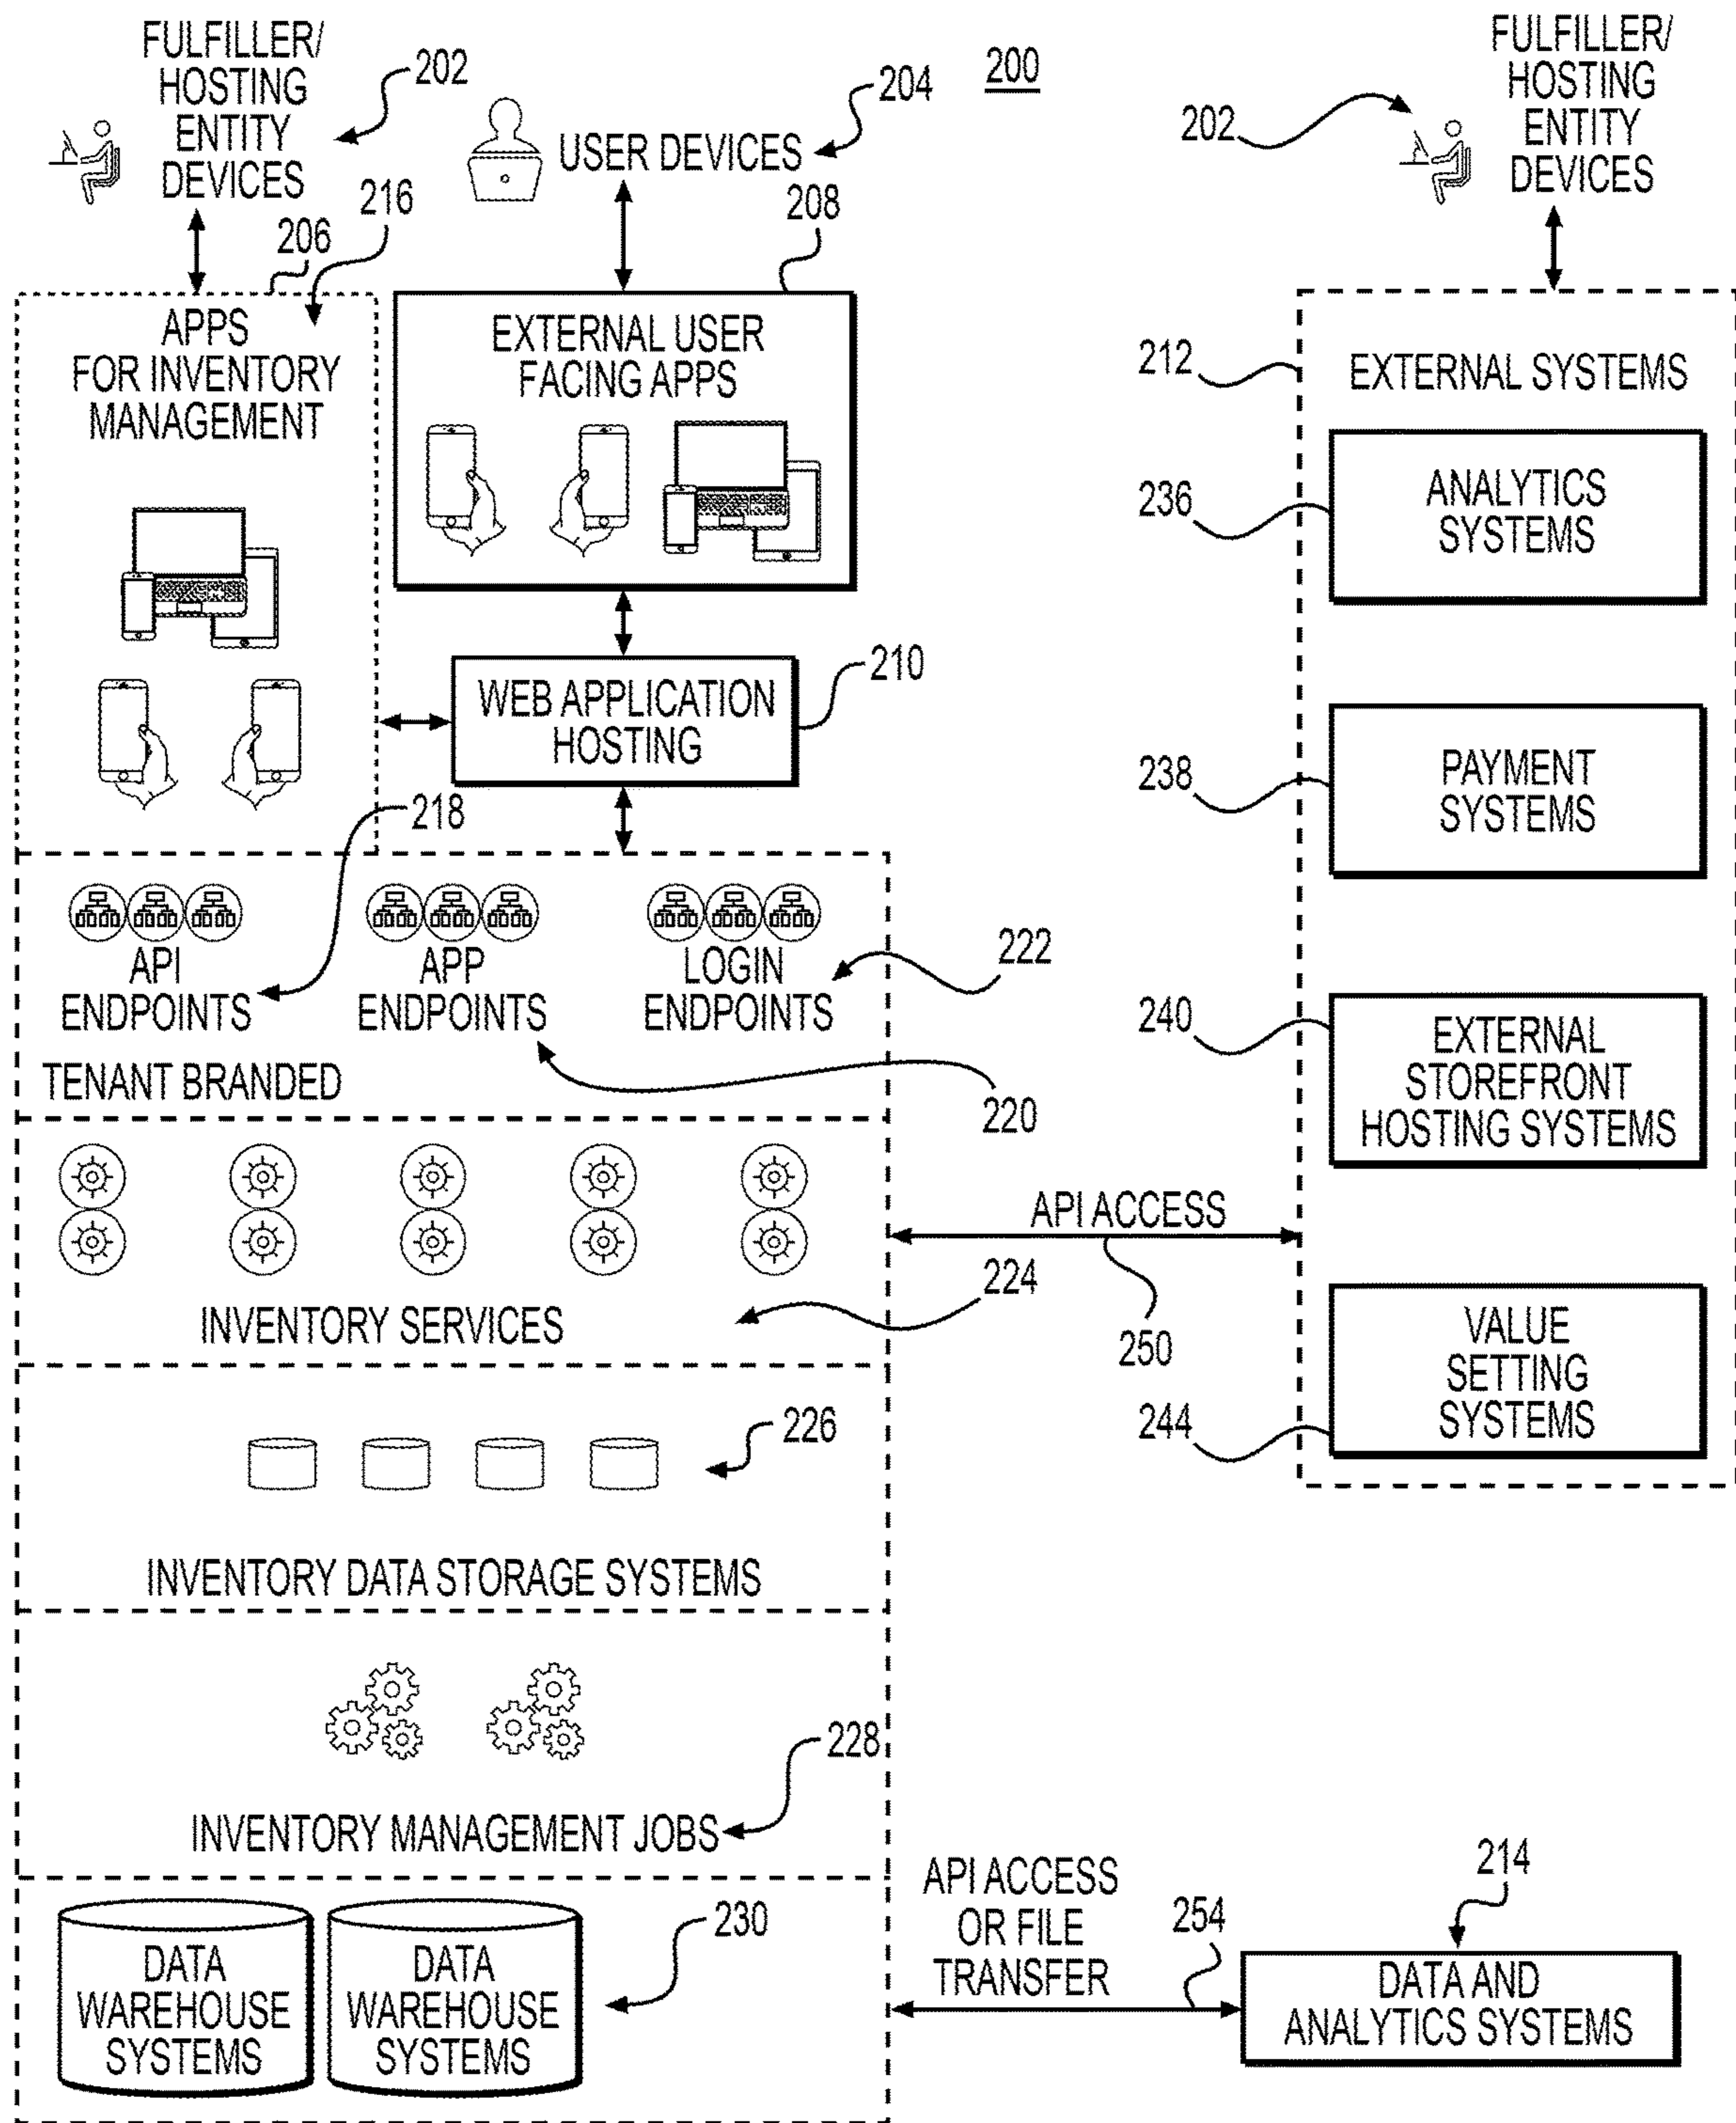 FULFILLER/
HOSTING
ENTITY
DEVICES
202
USER DEVICES
204
200
202
FULFILLER/
HOSTING
ENTITY
DEVICES
206
216
208
APPS
FOR INVENTORY
MANAGEMENT
EXTERNAL USER
FACING APPS
212
EXTERNAL SYSTEMS
236
ANALYTICS
SYSTEMS
WEB APPLICATION
HOSTING
210
238
PAYMENT
SYSTEMS
218
API
ENDPOINTS
APP
ENDPOINTS
LOGIN
ENDPOINTS
222
TENANT BRANDED
220
240
EXTERNAL
STOREFRONT
HOSTING SYSTEMS
API ACCESS
250
INVENTORY SERVICES
224
244
VALUE
SETTING
SYSTEMS
226
INVENTORY DATA STORAGE SYSTEMS
228
INVENTORY MANAGEMENT JOBS
DATA
WAREHOUSE
SYSTEMS
DATA
WAREHOUSE
SYSTEMS
230
API ACCESS
OR FILE
TRANSFER
254
214
DATA AND
ANALYTICS SYSTEMS